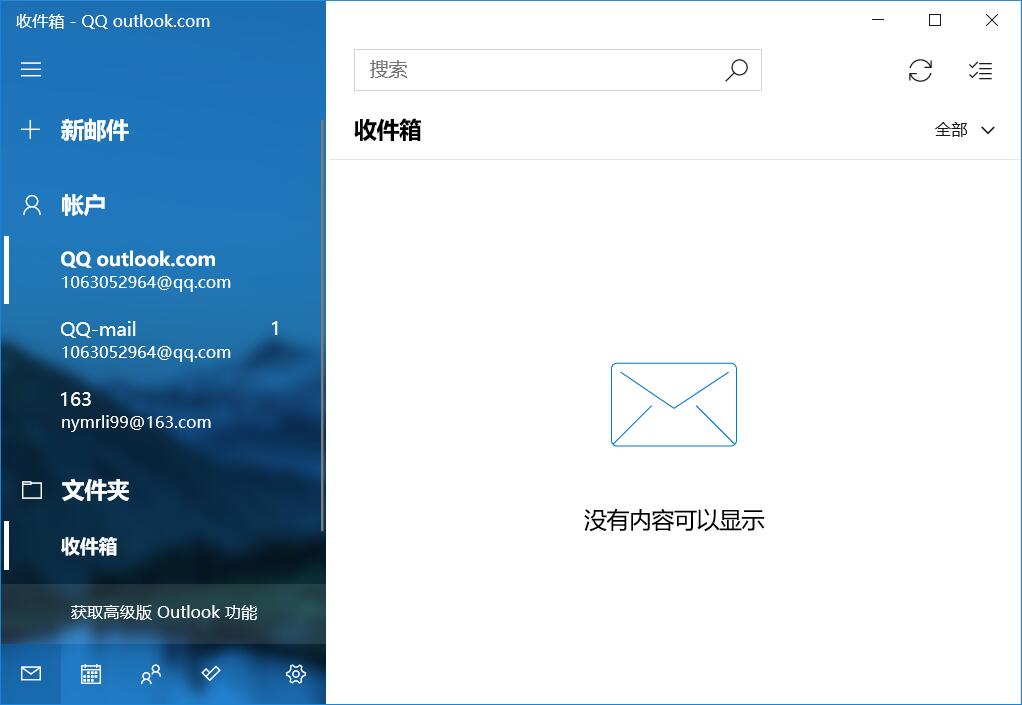 收件箱 - QQ outlook.com
搜索
新邮件
收件箱
全部
帐户
QQ outlook.com
1063052964@qq.com
QQ-mail 1
1063052964@qq.com
163
nymrli99@163.com
文件夹
没有内容可以显示
收件箱
获取高级版 Outlook 功能